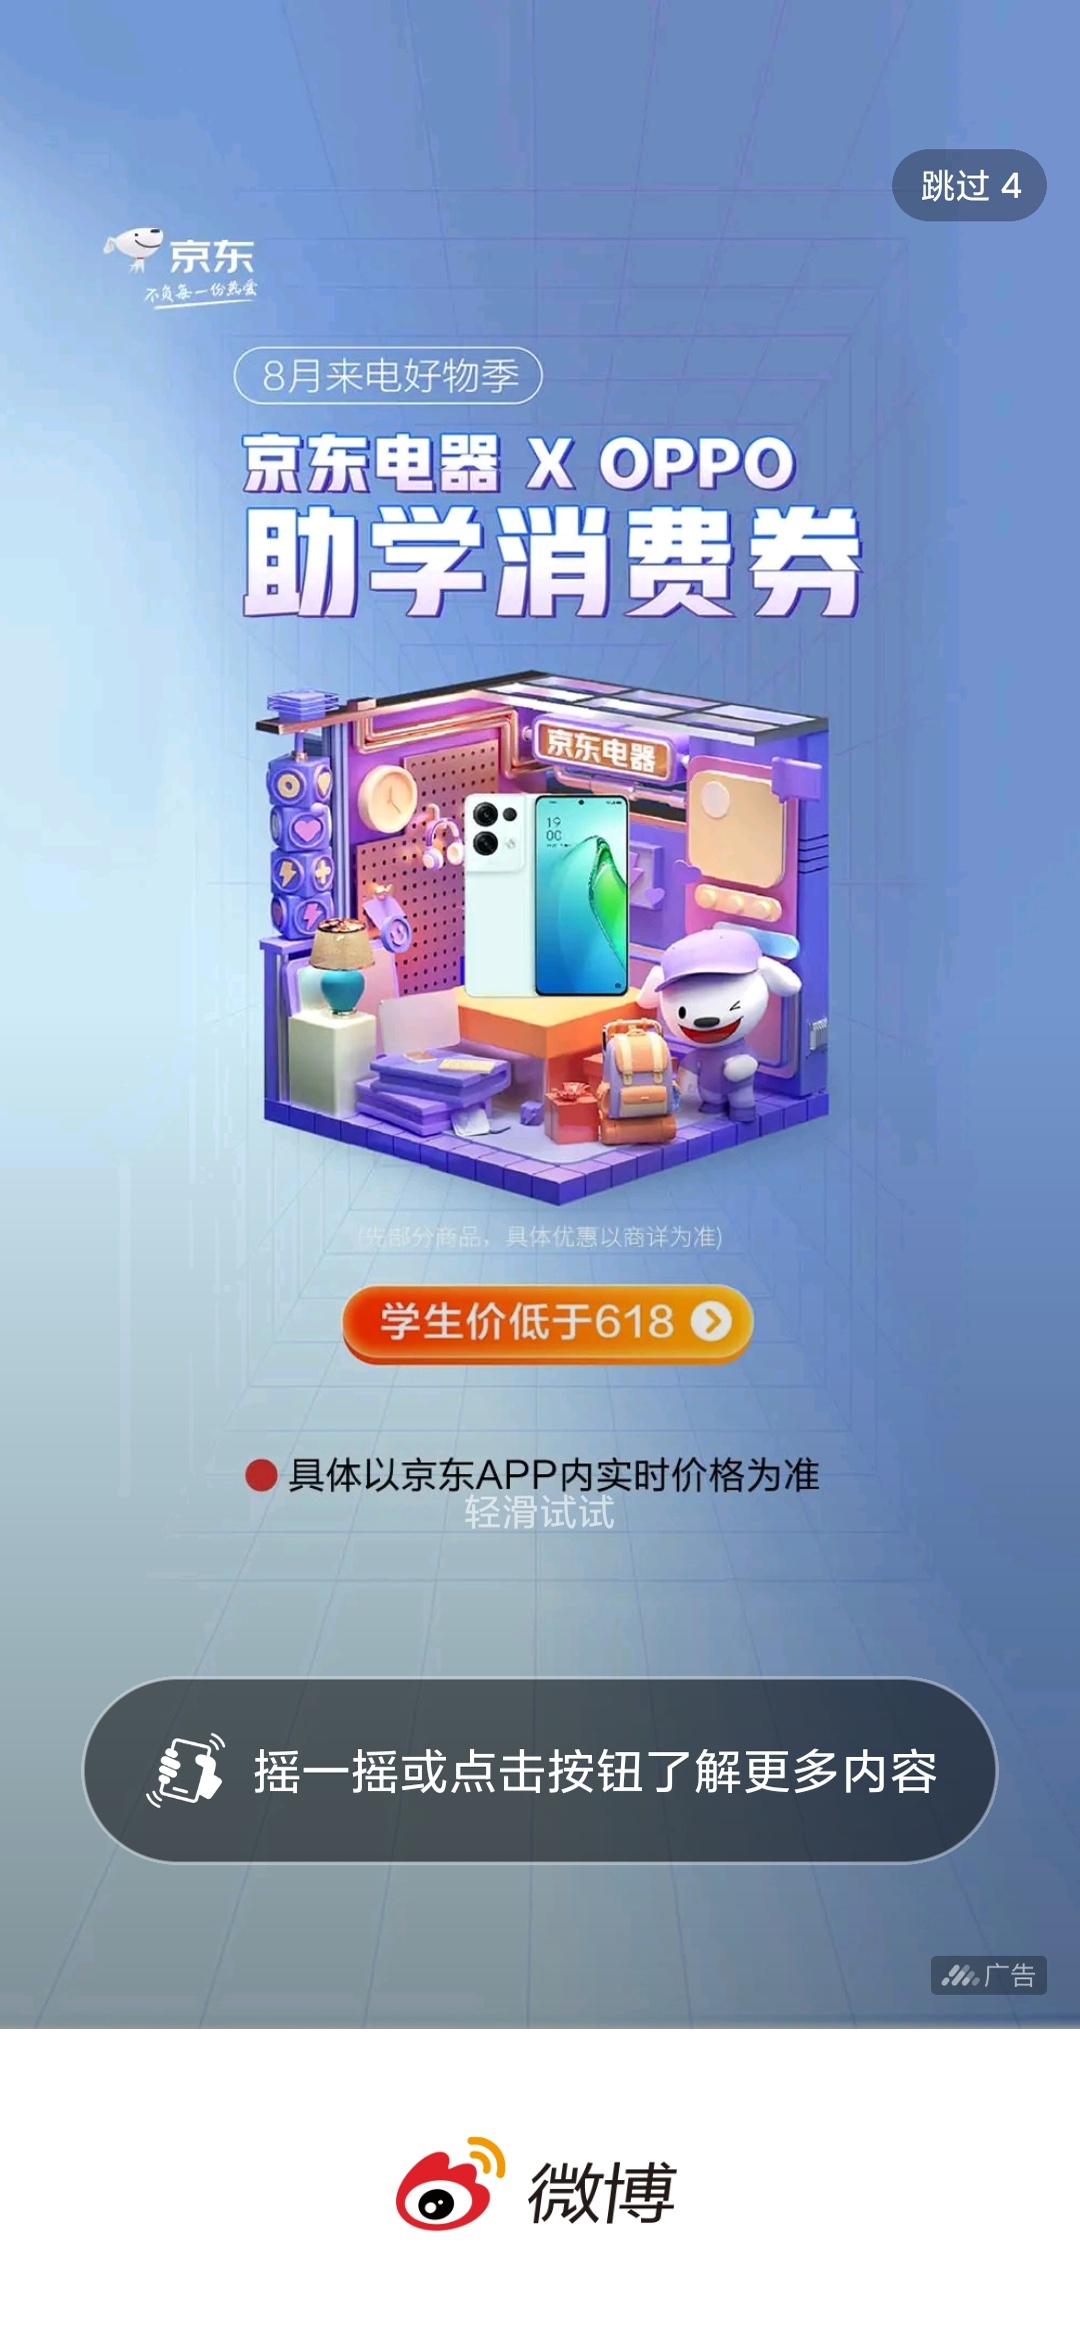 跳过 4
京东
不负每一份热爱
8月来电好物季
京东电器 X OPPO
助学消费券
京东电器
19
00
(先部分商品，具体优惠以商详为准)
学生价低于618
具体以京东APP内实时价格为准
轻滑试试
摇一摇或点击按钮了解更多内容
广告
微博